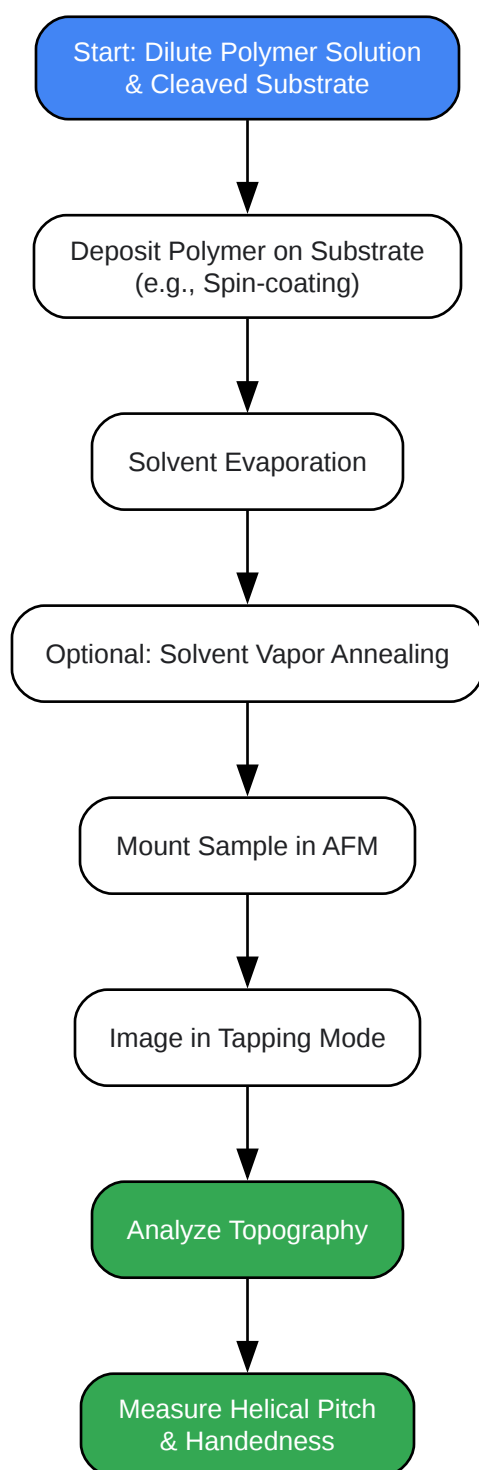 Start: Dilute Polymer Solution
& Cleaved Substrate
Deposit Polymer on Substrate
(e.g., Spin-coating)
Solvent Evaporation
Optional: Solvent Vapor Annealing
Mount Sample in AFM
Image in Tapping Mode
Analyze Topography
Measure Helical Pitch
& Handedness